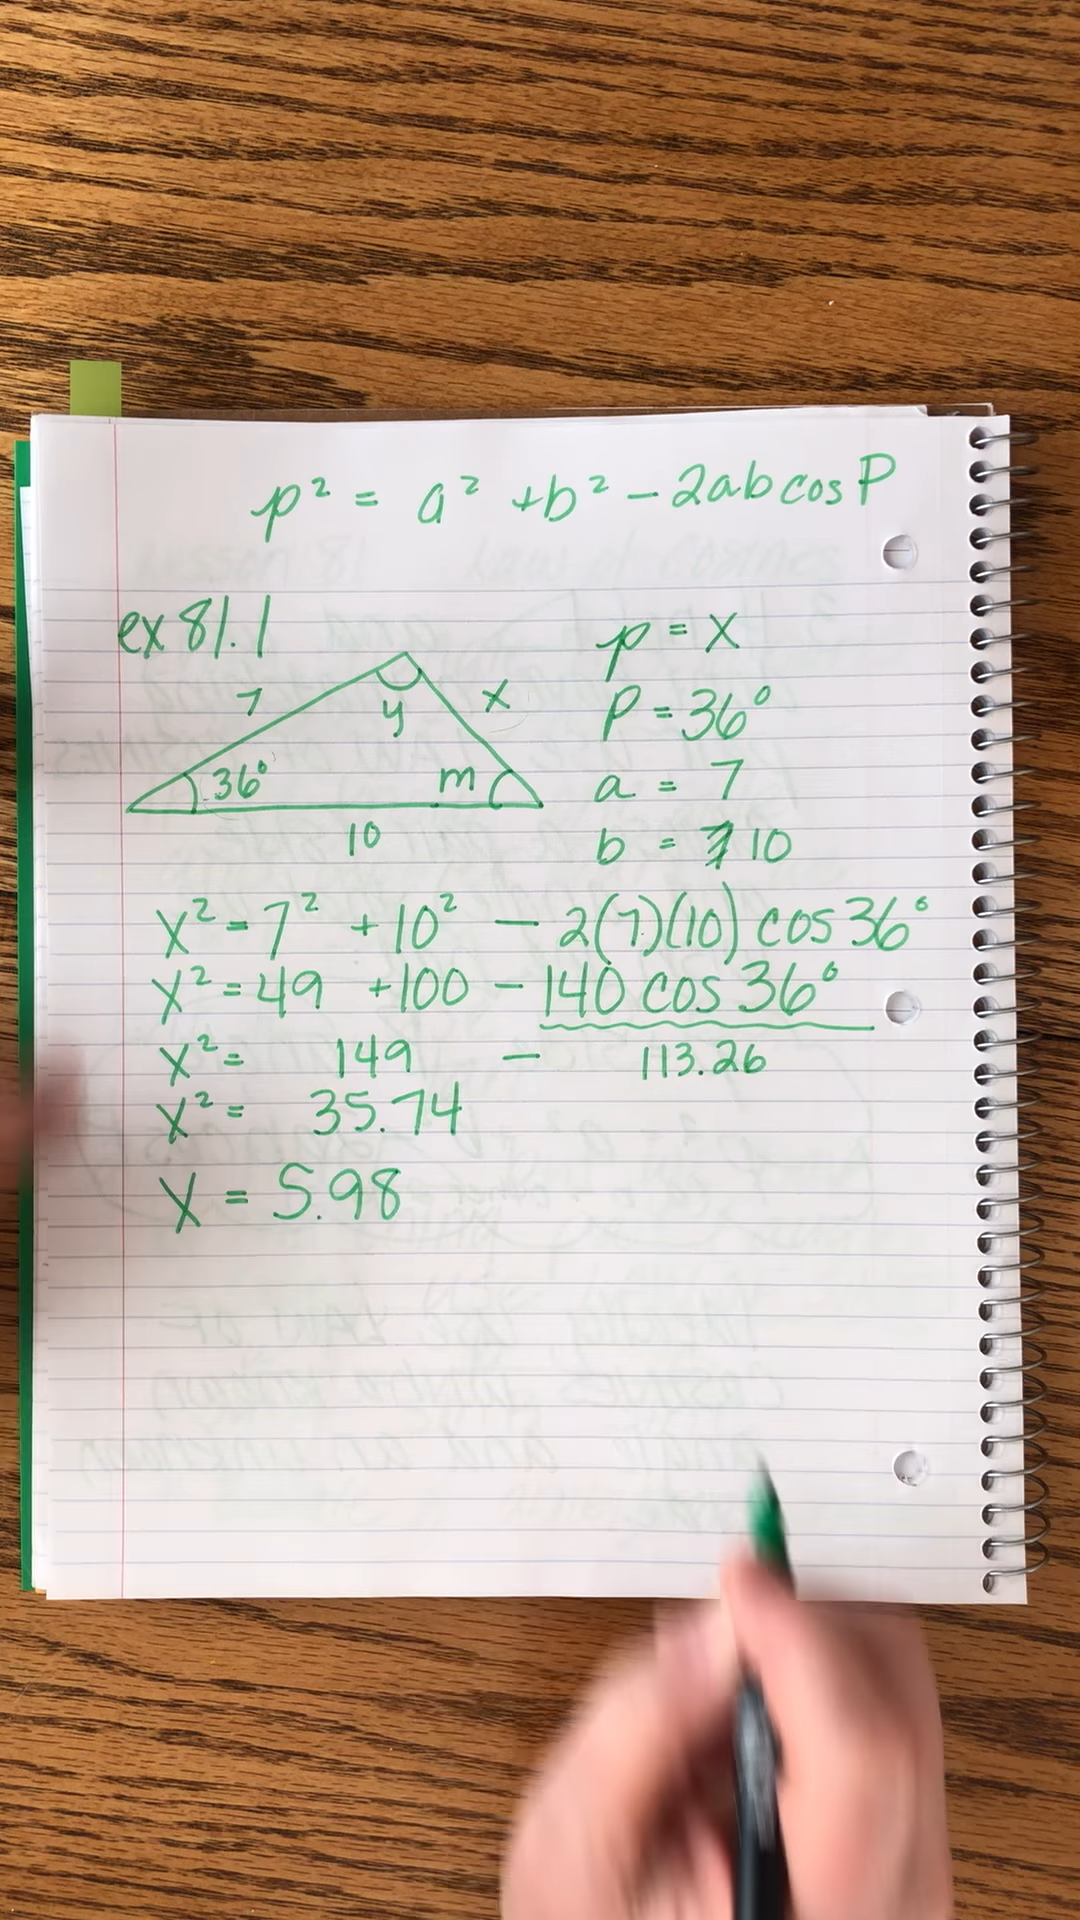 p² = a² + b² - 2ab cos P
ex 81.1
p = x
7
y
x
P = 36°
36°
m
a = 7
10
b = 10
x² = 7² + 10² - 2(7)(10) cos 36°
x² = 49 + 100 - 140 cos 36°
x² = 149 - 113.26
x² = 35.74
x = 5.98